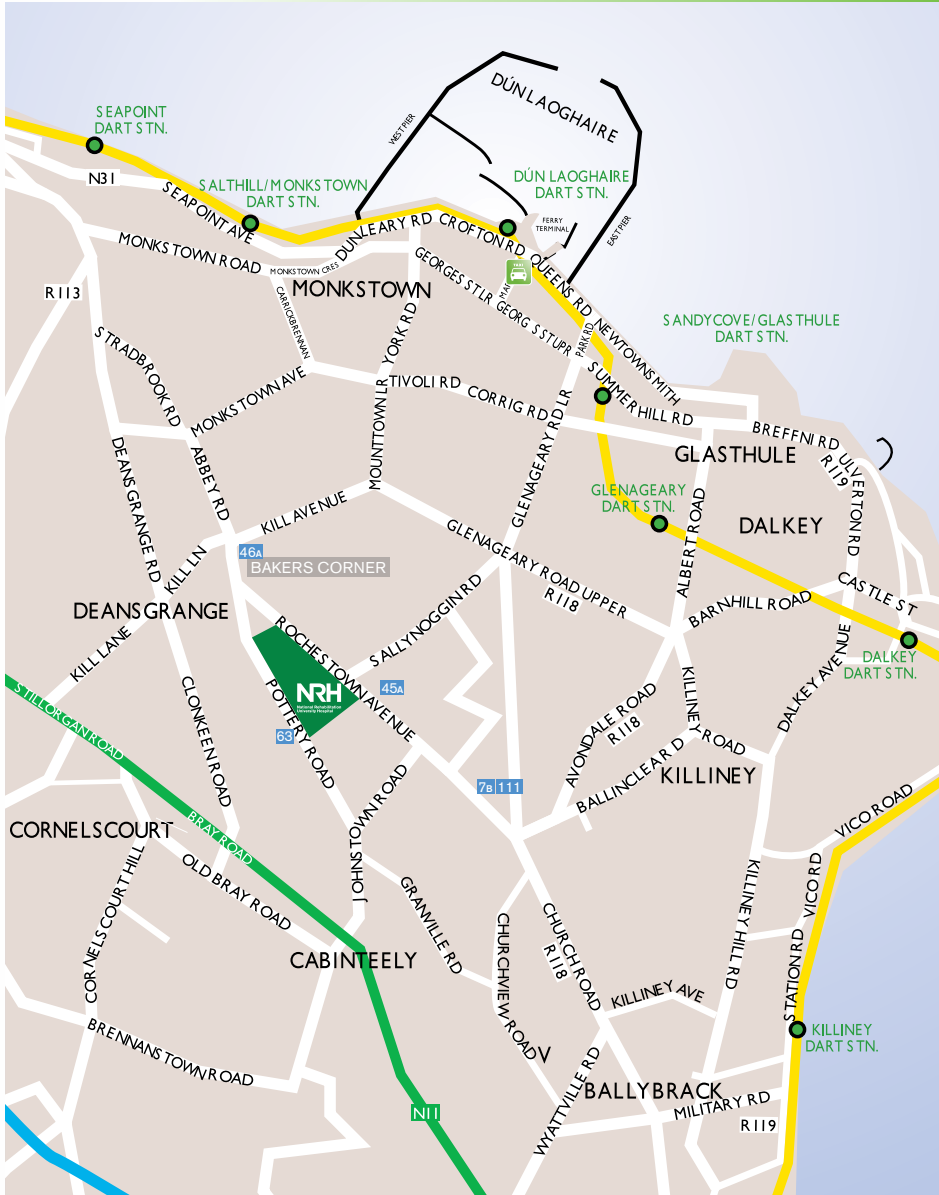 DÚN LAOGHAIRE
SEAPOINT
DART STN.
WEST PIER
EAST PIER
N31
SALTHILL/MONKSTOWN
DART STN.
DÚN LAOGHAIRE
DART STN.
FERRY
TERMINAL
SEAPOINT AVE
DUNLEARY RD
CROFTON RD
QUEENS RD
NEWTOWNSMITH
MONKSTOWN ROAD
MONKSTOWN CRES
CARRICKBRENNAN
MONKSTOWN
GEORGES ST LR
GEORG S ST UPR
TAXI
MA
PARK RD
R113
YORK RD
SANDYCOVE/GLASTHULE
DART STN.
STRADBROOK RD
MONKSTOWN AVE
TIVOLI RD
CORRIG RD
SUMMERHILL RD
MOUNTTOWN LR
GLENAGEARY RD LR
BREFFNI RD
R119
ULVERTON RD
GLASTHULE
DEANSGRANGE RD
ABBEY RD
KILL AVENUE
GLENAGEARY
DART STN.
ALBERT ROAD
DALKEY
KILL LN
46A
BAKERS CORNER
GLENAGEARY ROAD UPPER
R118
SALLYNOGGIN RD
BARNHILL ROAD
CASTLE ST
DEANSGRANGE
ROCHESTOWN AVENUE
KILL LANE
DALKEY
DART STN.
DALKEY AVENUE
NRH
National Rehabilitation
University Hospital
45A
63
POTTERY ROAD
STILLORGAN ROAD
CLONKEEN ROAD
AVONDALE ROAD
R118
KILLINEY ROAD
BALLINCLEA R D
KILLINEY
7B 111
JOHNSTOWN ROAD
VICO ROAD
CORNELSCOURT
BRAY ROAD
OLD BRAY ROAD
CORNELSCOURT HILL
GRANVILLE RD
CHURCHVIEW ROAD
V
CHURCH ROAD
R118
KILLINEY HILL RD
VICO RD
STATION RD
CABINTEELY
KILLINEY AVE
KILLINEY
DART STN.
BRENNANSTOWN ROAD
WYATTVILLE RD
BALLYBRACK
MILITARY RD
R119
N11